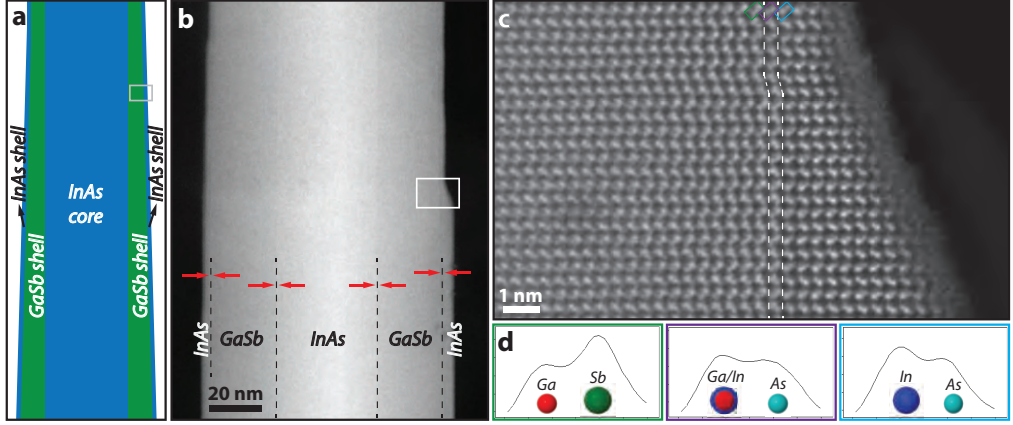 a
InAs shell
InAs
core
InAs shell
GaSb shell
GaSb shell
b
InAs
GaSb
InAs
GaSb
InAs
20 nm
c
1 nm
d
Ga
Sb
Ga/In
As
In
As